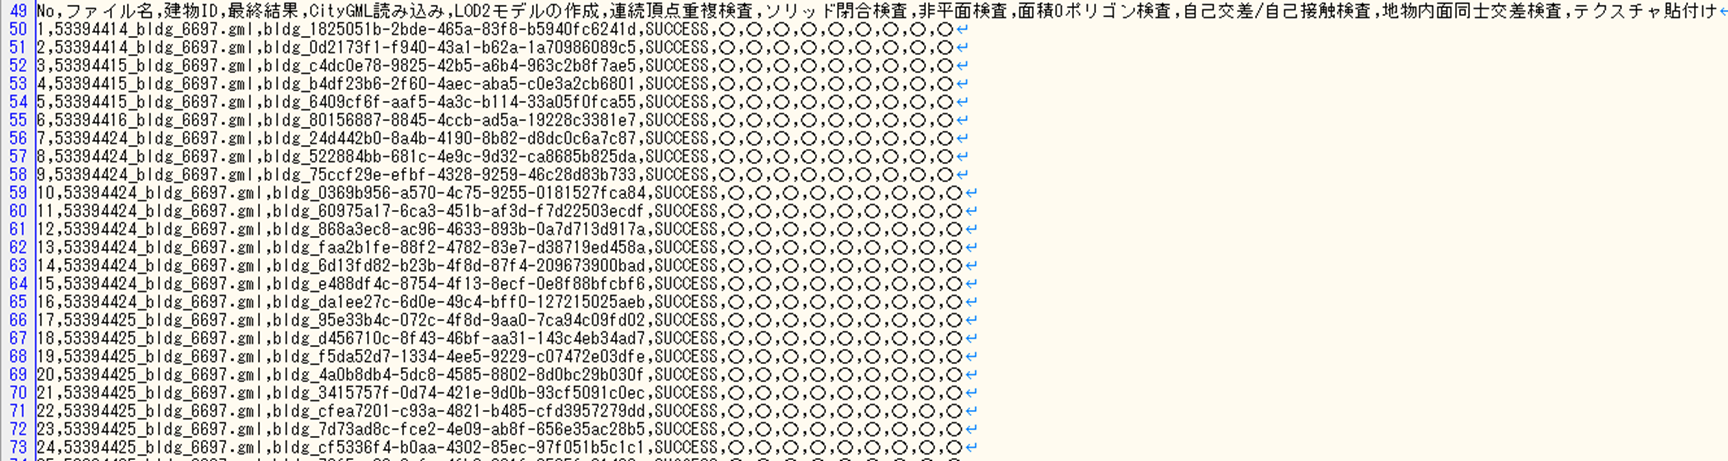 49 No,ファイル名,建物ID,最終結果,CityGML読み込み,LOD2モデルの作成,連続頂点重複検査,ソリッド閉合検査,非平面検査,面積0ポリゴン検査,自己交差/自己接触検査,地物内面同士交差検査,テクスチャ貼付け↵
50 1,53394414_bldg_6697.gml,bldg_1825051b-2bde-465a-83f8-b5940fc6241d,SUCCESS,○,○,○,○,○,○,○,○,○↵
51 2,53394414_bldg_6697.gml,bldg_0d2173f1-f940-43a1-b62a-1a70986089c5,SUCCESS,○,○,○,○,○,○,○,○,○↵
52 3,53394415_bldg_6697.gml,bldg_c4dc0e78-9825-42b5-a6b4-963c2b8f7ae5,SUCCESS,○,○,○,○,○,○,○,○,○↵
53 4,53394415_bldg_6697.gml,bldg_b4df23b6-2f60-4aec-aba5-c0e3a2cb6801,SUCCESS,○,○,○,○,○,○,○,○,○↵
54 5,53394415_bldg_6697.gml,bldg_6409cf6f-aaf5-4a3c-b114-33a05f0fca55,SUCCESS,○,○,○,○,○,○,○,○,○↵
55 6,53394416_bldg_6697.gml,bldg_80156887-8845-4ccb-ad5a-19228c3381e7,SUCCESS,○,○,○,○,○,○,○,○,○↵
56 7,53394424_bldg_6697.gml,bldg_24d442b0-8a4b-4190-8b82-d8dc0c6a7c87,SUCCESS,○,○,○,○,○,○,○,○,○↵
57 8,53394424_bldg_6697.gml,bldg_522884bb-681c-4e9c-9d32-ca8685b825da,SUCCESS,○,○,○,○,○,○,○,○,○↵
58 9,53394424_bldg_6697.gml,bldg_75ccf29e-efbf-4328-9259-46c28d83b733,SUCCESS,○,○,○,○,○,○,○,○,○↵
59 10,53394424_bldg_6697.gml,bldg_0369b956-a570-4c75-9255-0181527fca84,SUCCESS,○,○,○,○,○,○,○,○,○↵
60 11,53394424_bldg_6697.gml,bldg_60975a17-6ca3-451b-af3d-f7d22503ecdf,SUCCESS,○,○,○,○,○,○,○,○,○↵
61 12,53394424_bldg_6697.gml,bldg_868a3ec8-ac96-4633-893b-0a7d713d917a,SUCCESS,○,○,○,○,○,○,○,○,○↵
62 13,53394424_bldg_6697.gml,bldg_faa2b1fe-88f2-4782-83e7-d38719ed458a,SUCCESS,○,○,○,○,○,○,○,○,○↵
63 14,53394424_bldg_6697.gml,bldg_6d13fd82-b23b-4f8d-87f4-209673900bad,SUCCESS,○,○,○,○,○,○,○,○,○↵
64 15,53394424_bldg_6697.gml,bldg_e488df4c-8754-4f13-8ecf-0e8f88bfcbf6,SUCCESS,○,○,○,○,○,○,○,○,○↵
65 16,53394424_bldg_6697.gml,bldg_da1ee27c-6d0e-49c4-bff0-127215025aeb,SUCCESS,○,○,○,○,○,○,○,○,○↵
66 17,53394425_bldg_6697.gml,bldg_95e33b4c-072c-4f8d-9aa0-7ca94c09fd02,SUCCESS,○,○,○,○,○,○,○,○,○↵
67 18,53394425_bldg_6697.gml,bldg_d456710c-8f43-46bf-aa31-143c4eb34ad7,SUCCESS,○,○,○,○,○,○,○,○,○↵
68 19,53394425_bldg_6697.gml,bldg_f5da52d7-1334-4ee5-9229-c07472e03dfe,SUCCESS,○,○,○,○,○,○,○,○,○↵
69 20,53394425_bldg_6697.gml,bldg_4a0b8db4-5dc8-4585-8802-8d0bc29b030f,SUCCESS,○,○,○,○,○,○,○,○,○↵
70 21,53394425_bldg_6697.gml,bldg_3415757f-0d74-421e-9d0b-93cf5091c0ec,SUCCESS,○,○,○,○,○,○,○,○,○↵
71 22,53394425_bldg_6697.gml,bldg_cfea7201-c93a-4821-b485-cfd3957279dd,SUCCESS,○,○,○,○,○,○,○,○,○↵
72 23,53394425_bldg_6697.gml,bldg_7d73ad8c-fce2-4e09-ab8f-656e35ac28b5,SUCCESS,○,○,○,○,○,○,○,○,○↵
73 24,53394425_bldg_6697.gml,bldg_cf5336f4-b0aa-4302-85ec-97f051b5c1c1,SUCCESS,○,○,○,○,○,○,○,○,○↵